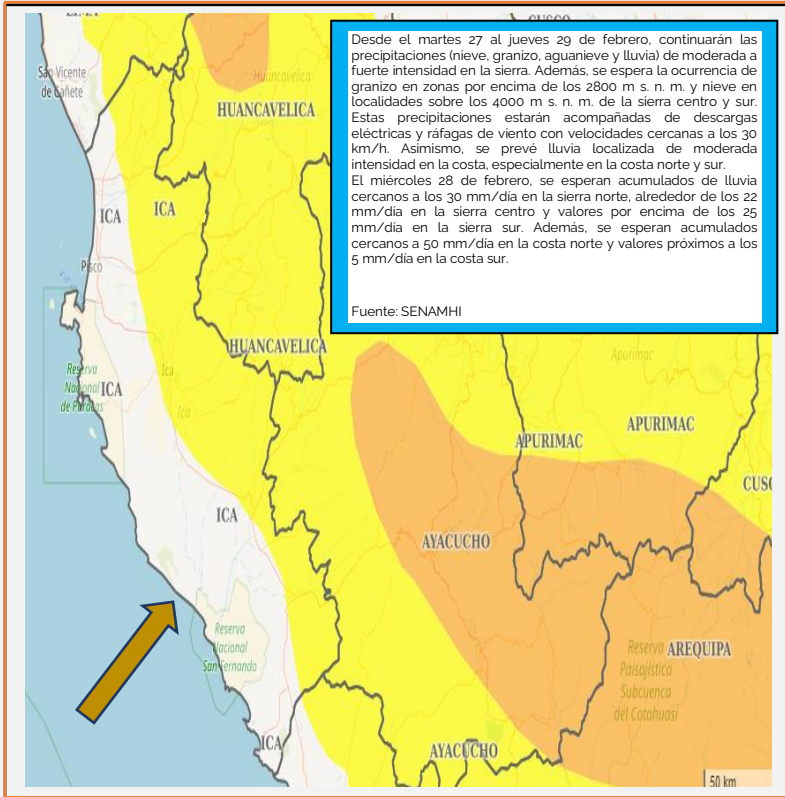 LIMA
CUSCO
Desde el martes 27 al jueves 29 de febrero, continuarán las
precipitaciones (nieve, granizo, aguanieve y lluvia) de moderada a
fuerte intensidad en la sierra. Además, se espera la ocurrencia de
granizo en zonas por encima de los 2800 m s. n. m. y nieve en
localidades sobre los 4000 m s. n. m. de la sierra centro y sur.
Estas precipitaciones estarán acompañadas de descargas
eléctricas y ráfagas de viento con velocidades cercanas a los 30
km/h. Asimismo, se prevé lluvia localizada de moderada
intensidad en la costa, especialmente en la costa norte y sur.
El miércoles 28 de febrero, se esperan acumulados de lluvia
cercanos a los 30 mm/día en la sierra norte, alrededor de los 22
mm/día en la sierra centro y valores por encima de los 25
mm/día en la sierra sur. Además, se esperan acumulados
cercanos a 50 mm/día en la costa norte y valores próximos a los
5 mm/día en la costa sur.
Fuente: SENAMHI
San Vicente
de Cañete
Huancavelica
HUANCAVELICA
ICA
ICA
Pisco
HUANCAVELICA
Apurímac
Reserva
Nacional
de Paracas
ICA
Ica
Ica
APURIMAC
APURIMAC
CUSC
ICA
AYACUCHO
Reserva
Nacional
San Fernando
Reserva
Paisajística
Subcuenca
del Cotahuasi
AREQUIPA
ICA
AYACUCHO
50 km